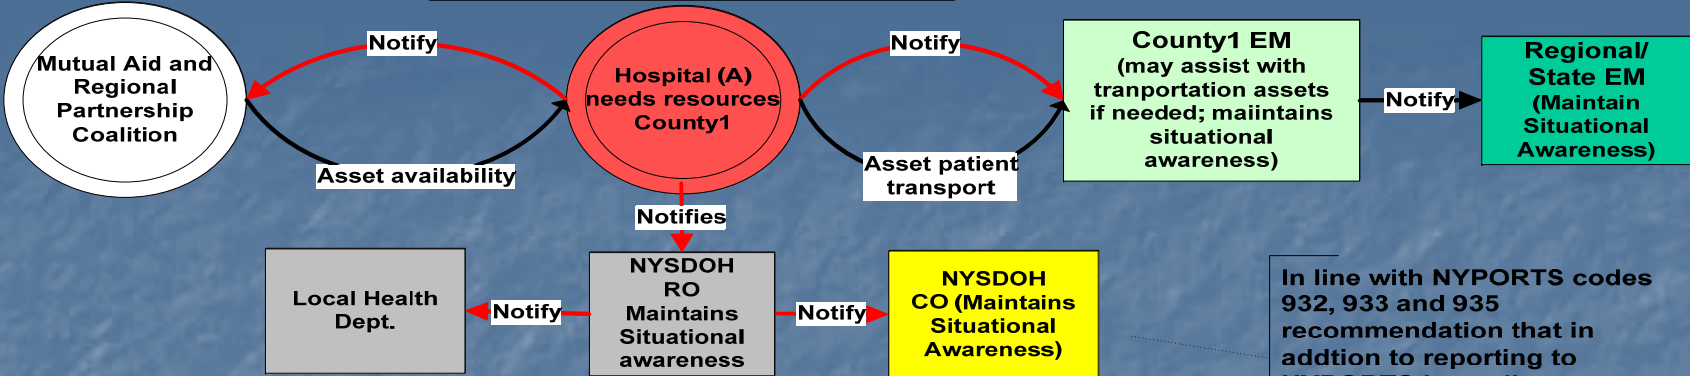 Mutual Aid and
Regional
Partnership
Coalition
Notify
Asset availability
Hospital (A)
needs resources
County1
Notify
Asset patient
transport
County1 EM
(may assist with
tranportation assets
if needed; maiintains
situational
awareness)
Notify
Regional/
State EM
(Maintain
Situational
Awareness)
Notifies
Local Health
Dept.
Notify
NYSDOH
RO
Maintains
Situational
awareness
Notify
NYSDOH
CO (Maintains
Situational
Awareness)
In line with NYPORTS codes
932, 933 and 935
recommendation that in
addtion to reporting to